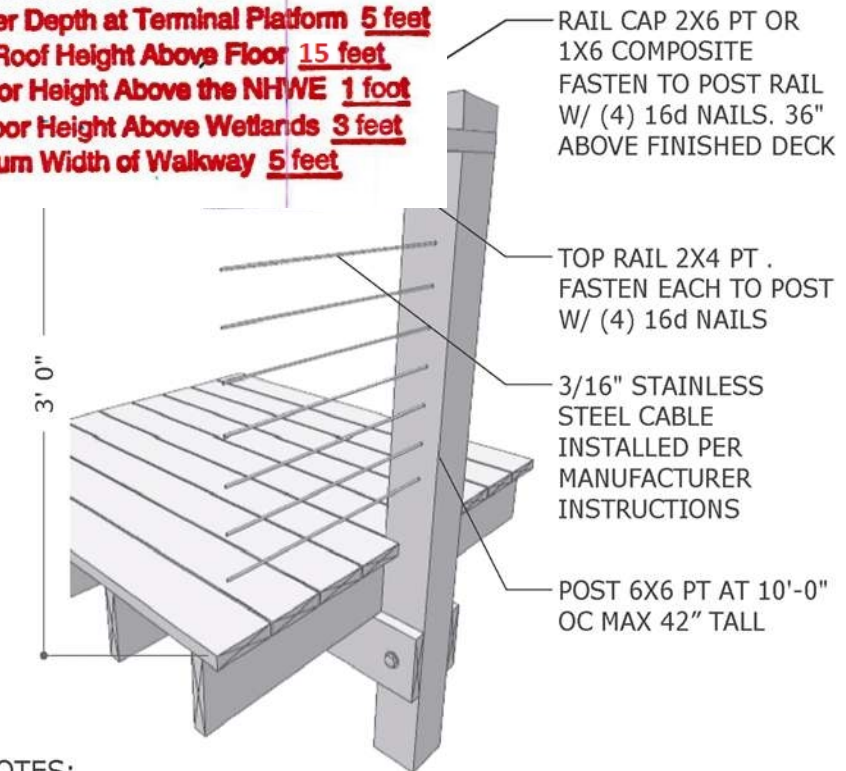 er Depth at Terminal Platform 5 feet
Roof Height Above Floor 15 feet
or Height Above the NHWE 1 foot
oor Height Above Wetlands 3 feet
um Width of Walkway 5 feet
RAIL CAP 2X6 PT OR
1X6 COMPOSITE
FASTEN TO POST RAIL
W/ (4) 16d NAILS. 36"
ABOVE FINISHED DECK
TOP RAIL 2X4 PT .
FASTEN EACH TO POST
W/ (4) 16d NAILS
3' 0"
3/16" STAINLESS
STEEL CABLE
INSTALLED PER
MANUFACTURER
INSTRUCTIONS
POST 6X6 PT AT 10'-0"
OC MAX 42” TALL
OTES: